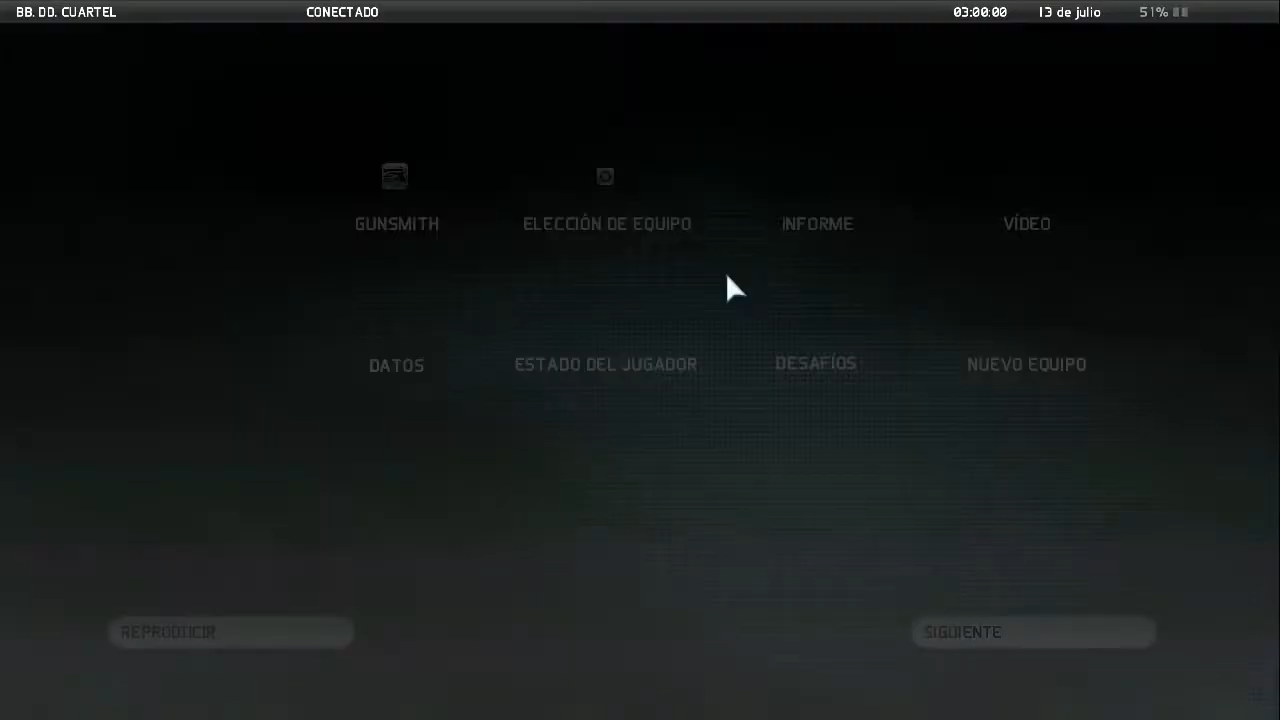 BB. DD. CUARTEL CONECTADO 03:00:00 13 de julio 51%
GUNSMITH ELECCIÓN DE EQUIPO INFORME VÍDEO
DATOS ESTADO DEL JUGADOR DESAFÍOS NUEVO EQUIPO
REPRODUCIR SIGUIENTE